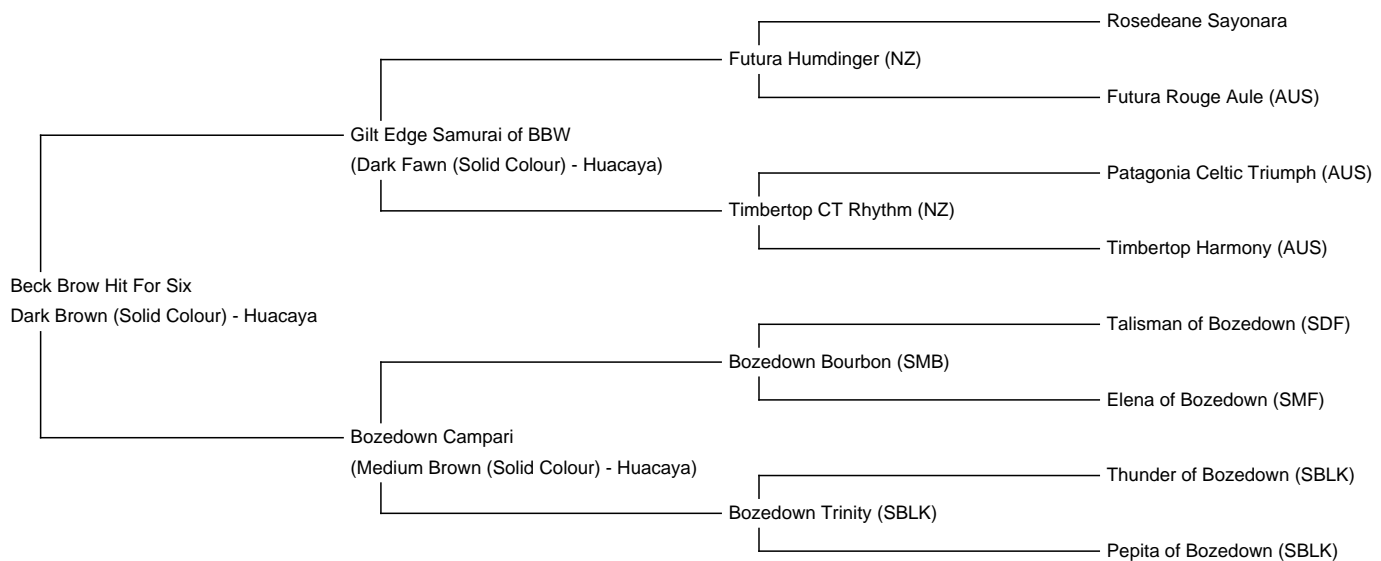 Rosedeane Sayonara
Futura Humdinger (NZ)
Futura Rouge Aule (AUS)
Gilt Edge Samurai of BBW
(Dark Fawn (Solid Colour) - Huacaya)
Patagonia Celtic Triumph (AUS)
Timbertop CT Rhythm (NZ)
Timbertop Harmony (AUS)
Beck Brow Hit For Six
Dark Brown (Solid Colour) - Huacaya
Talisman of Bozedown (SDF)
Bozedown Bourbon (SMB)
Elena of Bozedown (SMF)
Bozedown Campari
(Medium Brown (Solid Colour) - Huacaya)
Thunder of Bozedown (SBLK)
Bozedown Trinity (SBLK)
Pepita of Bozedown (SBLK)